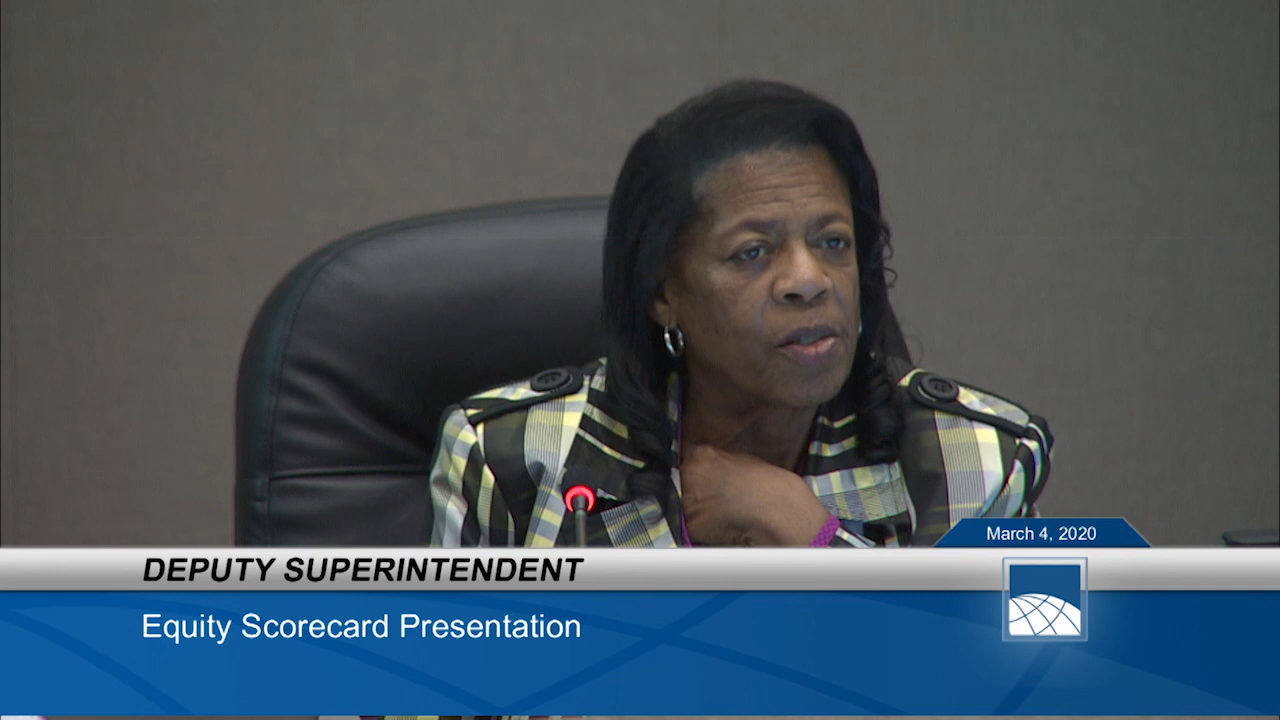 March 4, 2020
DEPUTY SUPERINTENDENT
Equity Scorecard Presentation